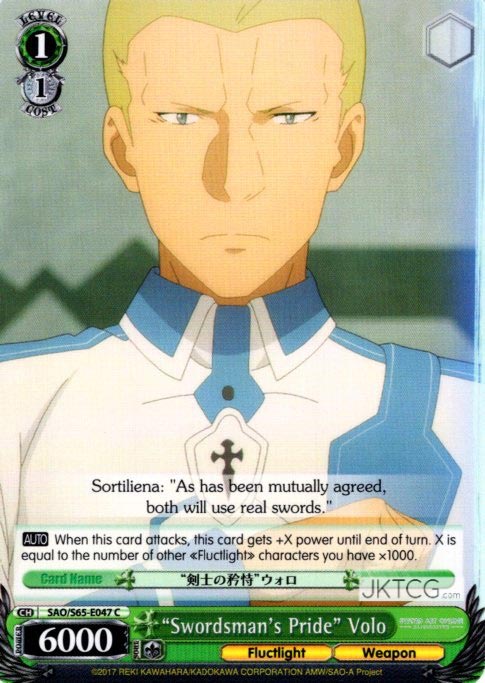 LEVEL
1
1
COST
Sortiliena: "As has been mutually agreed,
both will use real swords."
AUTO When this card attacks, this card gets +X power until end of turn. X is
equal to the number of other «Fluctlight» characters you have ×1000.
Card Name
“剣士の矜恃”ウォロ
JKTCG.com
CH SAO/S65-E047 C
POWER 6000 SOUL
“Swordsman's Pride” Volo
Fluctlight Weapon
©2017 REKI KAWAHARA/KADOKAWA CORPORATION AMW/SAO-A Project